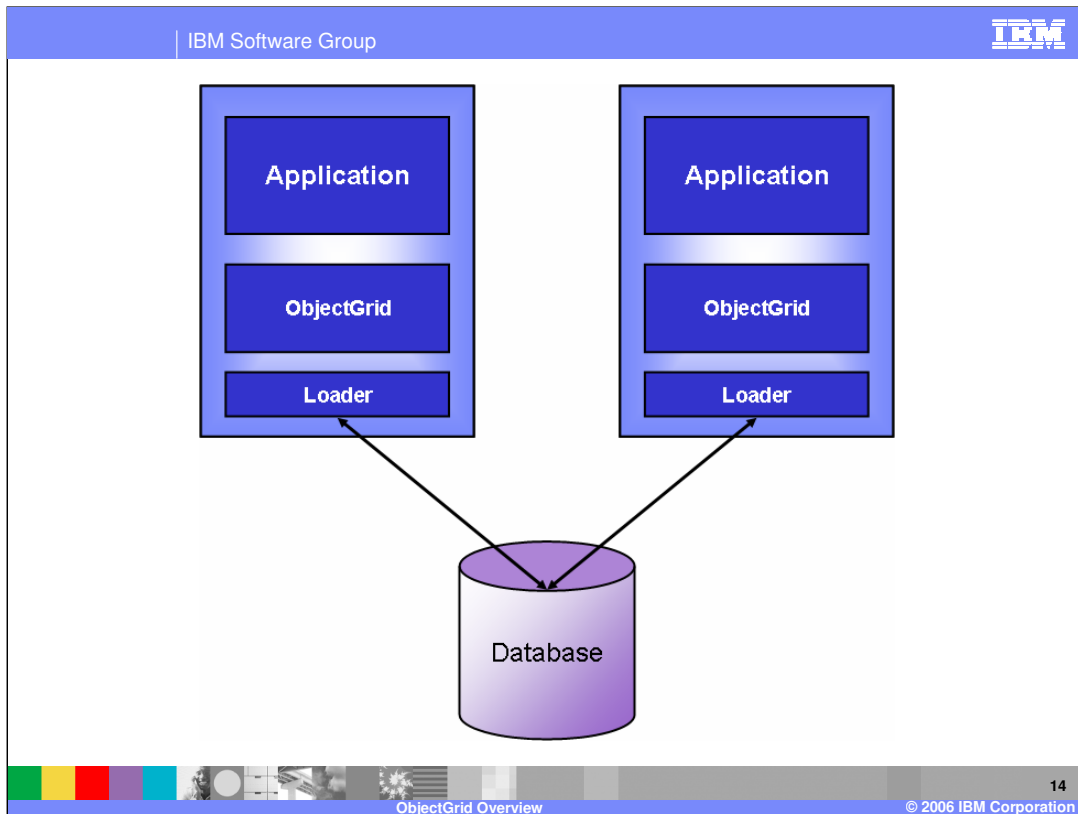 IBM Software Group
IBM
Application
Application
ObjectGrid
ObjectGrid
Loader
Loader
Database
14
ObjectGrid Overview
© 2006 IBM Corporation